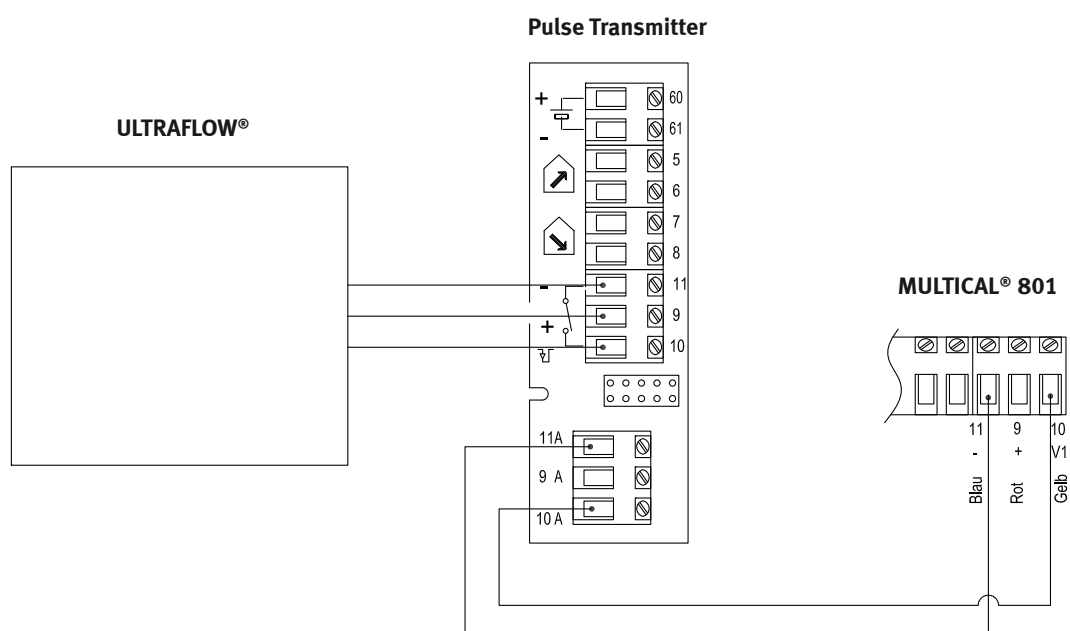 Pulse Transmitter
ULTRAFLOW®
+
60
-
61
5
6
7
8
-
11
+
9
10
11A
9 A
10 A
MULTICAL® 801
11 9 10
- + V1
Blau Rot Gelb